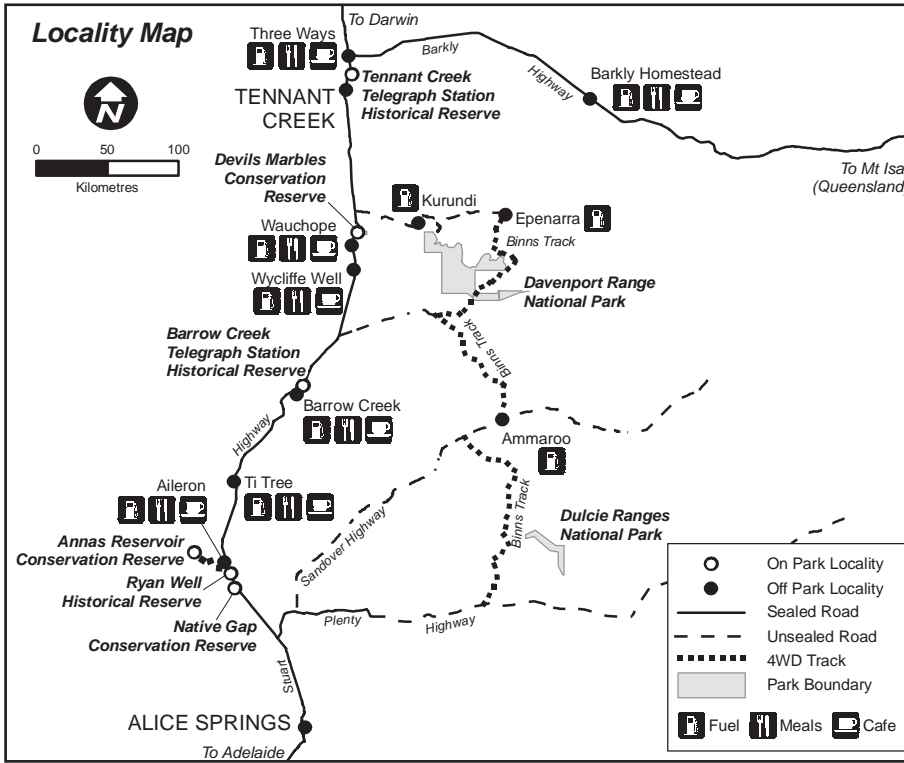 Locality Map
N
0 50 100
Kilometres
To Darwin
Three Ways
Barkly
Highway
Barkly Homestead
Tennant Creek
Telegraph Station
Historical Reserve
TENNANT
CREEK
To Mt Isa
(Queensland)
Devils Marbles
Conservation
Reserve
Kurundi
Epenarra
Binns Track
Wauchope
Wycliffe Well
Davenport Range
National Park
Barrow Creek
Telegraph Station
Historical Reserve
Binns Track
Barrow Creek
Highway
Ammaroo
Aileron
Ti Tree
Binns Track
Sandover Highway
Dulcie Ranges
National Park
Annas Reservoir
Conservation Reserve
Ryan Well
Historical Reserve
Native Gap
Conservation Reserve
Plenty
Highway
Stuart
ALICE SPRINGS
To Adelaide
On Park Locality
Off Park Locality
Sealed Road
Unsealed Road
4WD Track
Park Boundary
Fuel Meals Cafe